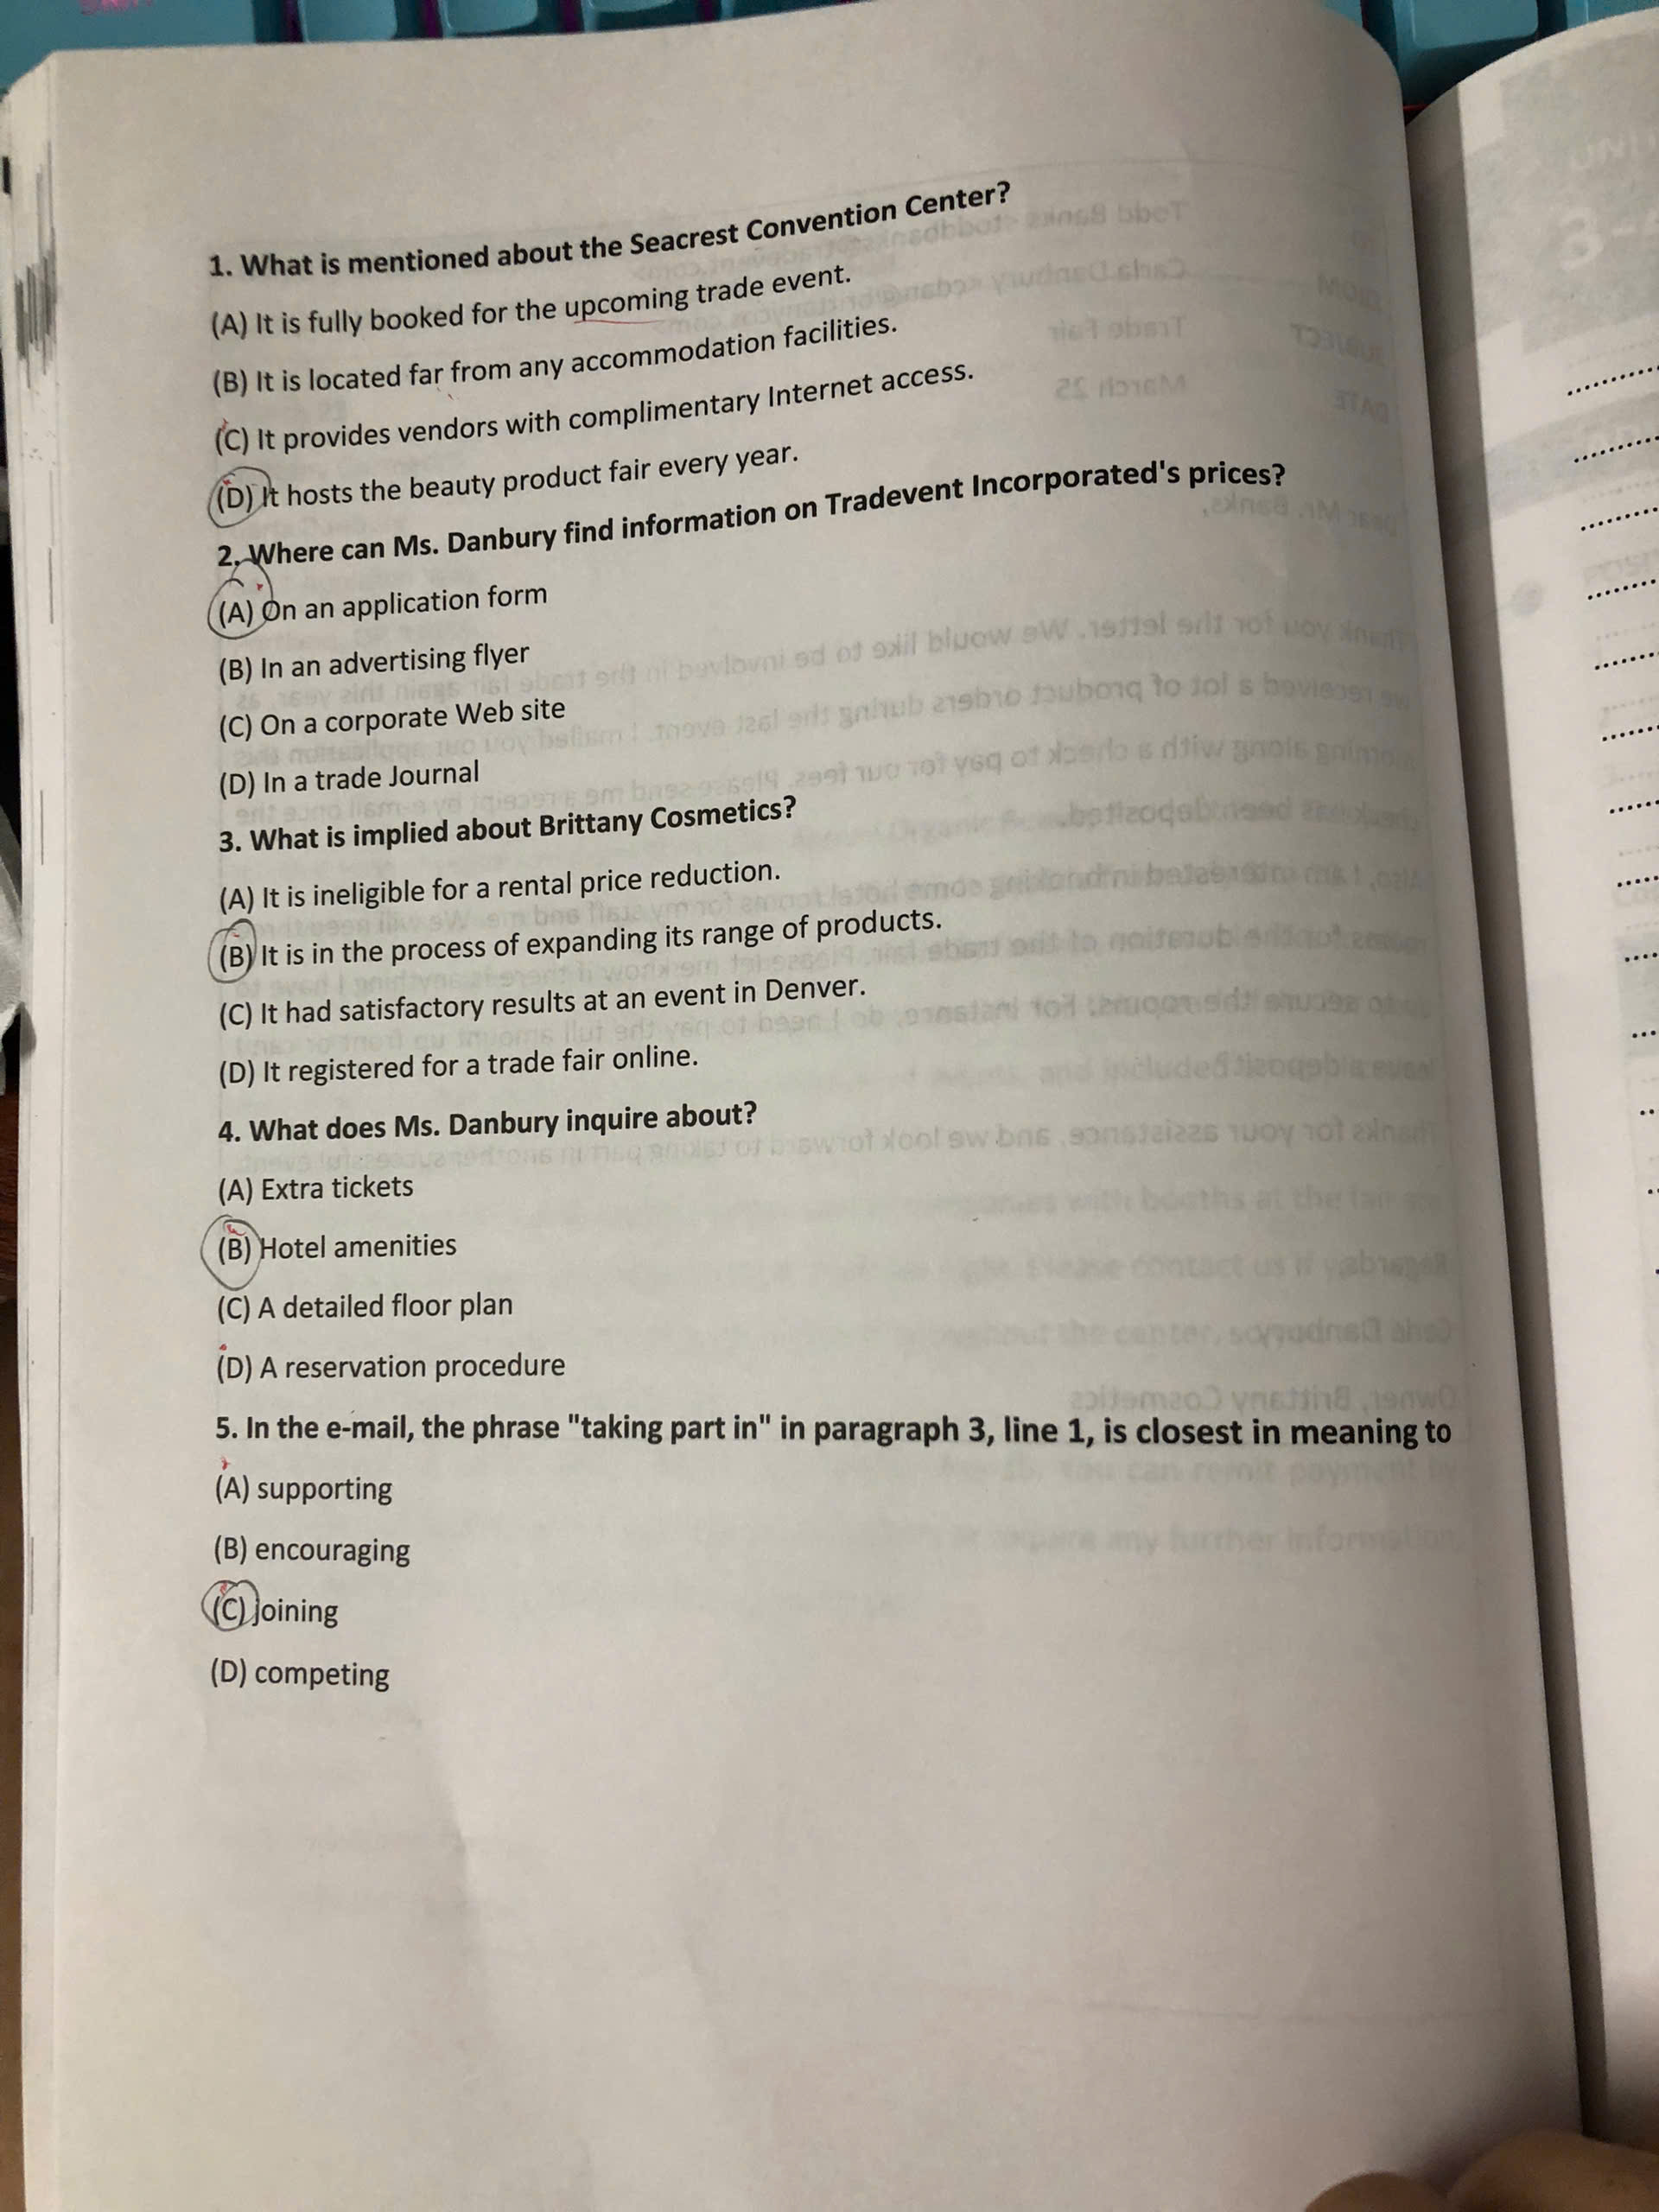 1. What is mentioned about the Seacrest Convention Center?
(A) It is fully booked for the upcoming trade event.
(B) It is located far from any accommodation facilities.
(C) It provides vendors with complimentary Internet access.
(D) It hosts the beauty product fair every year.
2. Where can Ms. Danbury find information on Tradevent Incorporated's prices?
(A) On an application form
(B) In an advertising flyer
(C) On a corporate Web site
(D) In a trade Journal
3. What is implied about Brittany Cosmetics?
(A) It is ineligible for a rental price reduction.
(B) It is in the process of expanding its range of products.
(C) It had satisfactory results at an event in Denver.
(D) It registered for a trade fair online.
4. What does Ms. Danbury inquire about?
(A) Extra tickets
(B) Hotel amenities
(C) A detailed floor plan
(D) A reservation procedure
5. In the e-mail, the phrase "taking part in" in paragraph 3, line 1, is closest in meaning to
(A) supporting
(B) encouraging
(C) Joining
(D) competing